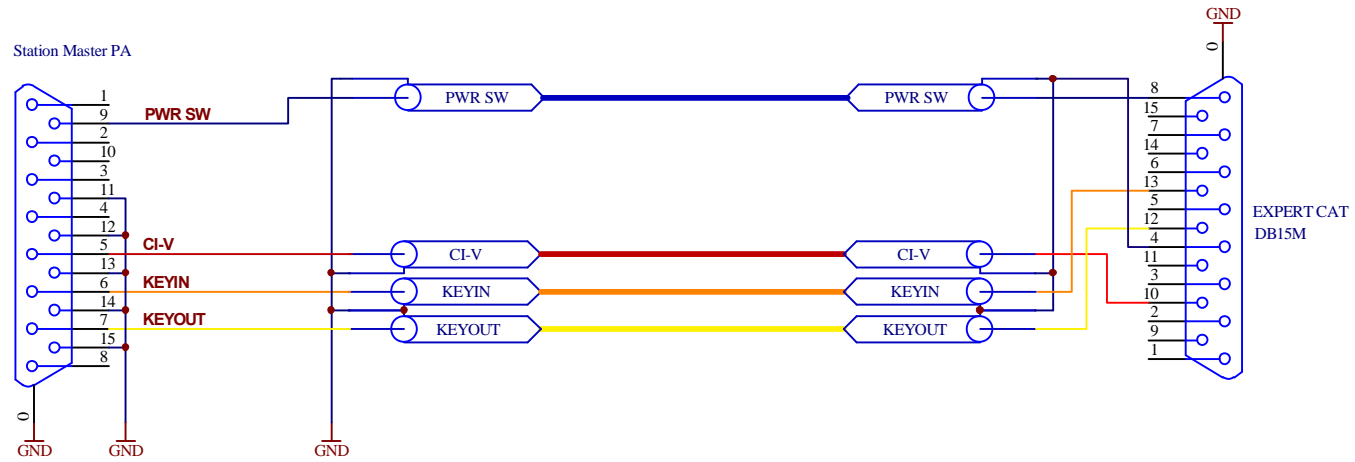 GND
0
Station Master PA
1
PWR SW
9
2
10
3
11
4
12
CI-V
5
13
KEYIN
6
14
KEYOUT
7
15
8
0
GND
GND
GND
PWR SW
PWR SW
CI-V
CI-V
KEYIN
KEYIN
KEYOUT
KEYOUT
8
15
7
14
6
13
5
12
4
11
3
10
2
9
1
EXPERT CAT
DB15M